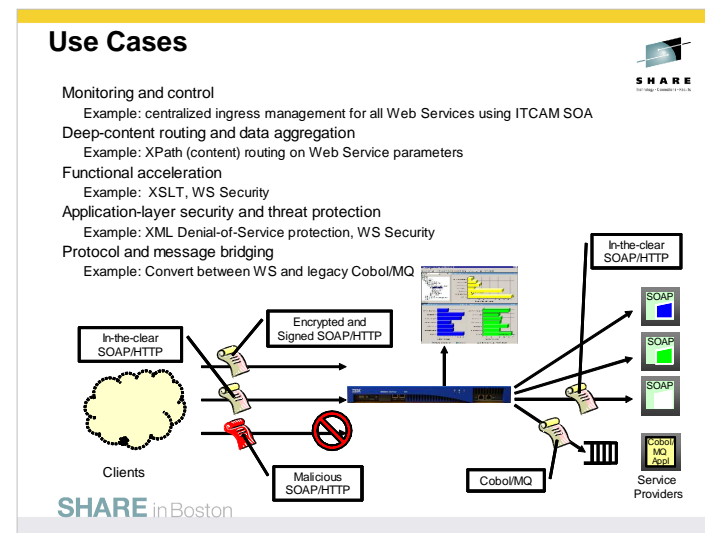 Use Cases
SHARE
Technology · Connections · Results
Monitoring and control
Example: centralized ingress management for all Web Services using ITCAM SOA
Deep-content routing and data aggregation
Example: XPath (content) routing on Web Service parameters
Functional acceleration
Example: XSLT, WS Security
Application-layer security and threat protection
Example: XML Denial-of-Service protection, WS Security
Protocol and message bridging
Example: Convert between WS and legacy Cobol/MQ
In-the-clear
SOAP/HTTP
Encrypted and
Signed SOAP/HTTP
In-the-clear
SOAP/HTTP
SOAP
SOAP
SOAP
Cobol/
MQ
Appl
Clients
Malicious
SOAP/HTTP
Cobol/MQ
Service
Providers
SHARE in Boston